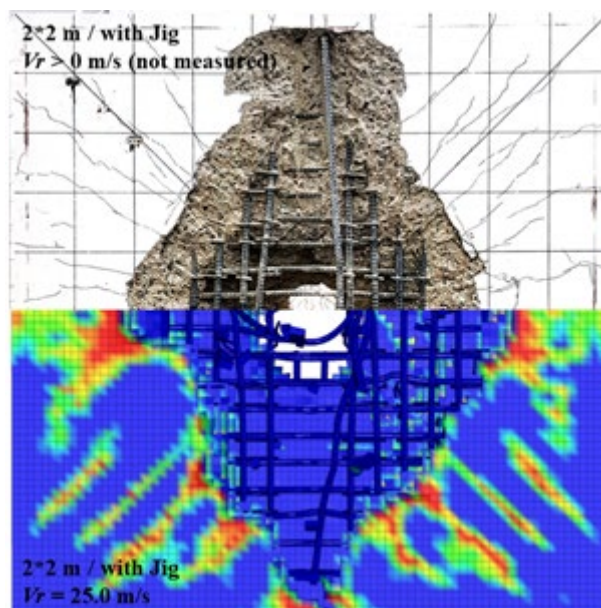 2*2 m / with Jig
Vr > 0 m/s (not measured)
2*2 m / with Jig
Vr = 25.0 m/s